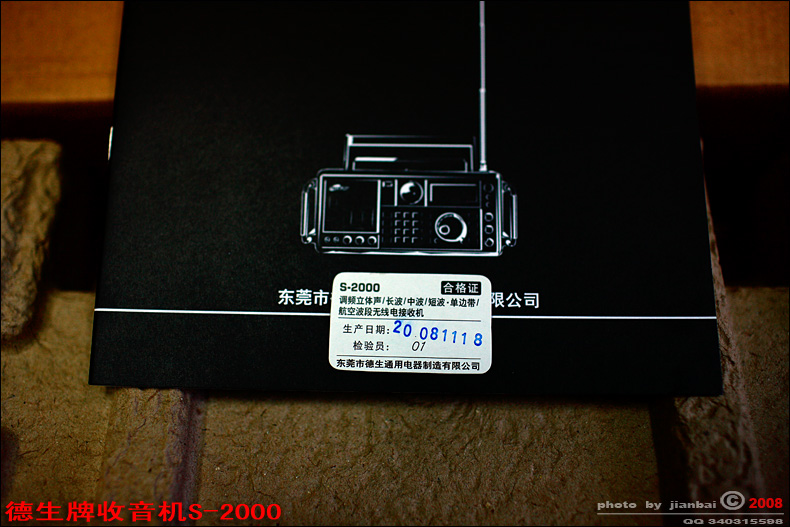 东莞市德
限公司
S-2000 合格证
调频立体声/长波/中波/短波·单边带/
航空波段无线电接收机
生产日期: 20 081118
检验员: 01
东莞市德生通用电器制造有限公司
德生牌收音机S-2000
photo by jianbai © 2008
QQ 340315598